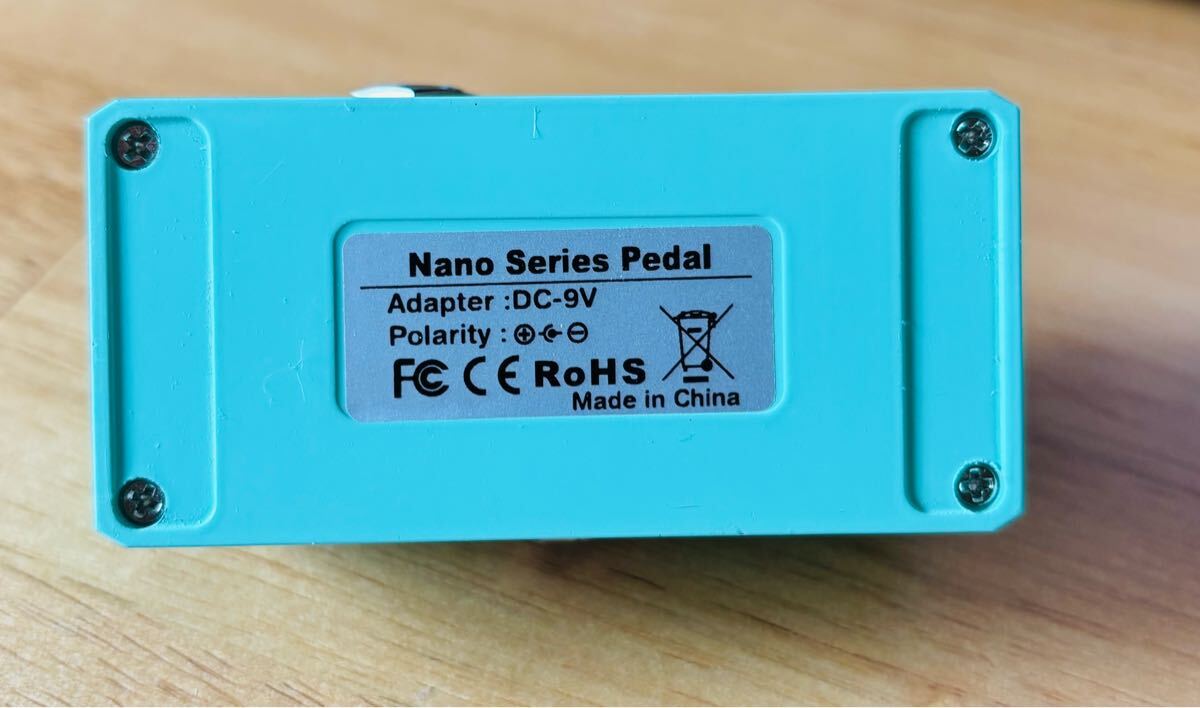 Nano Series Pedal
Adapter :DC-9V
Polarity :
FC CE RoHS
Made in China